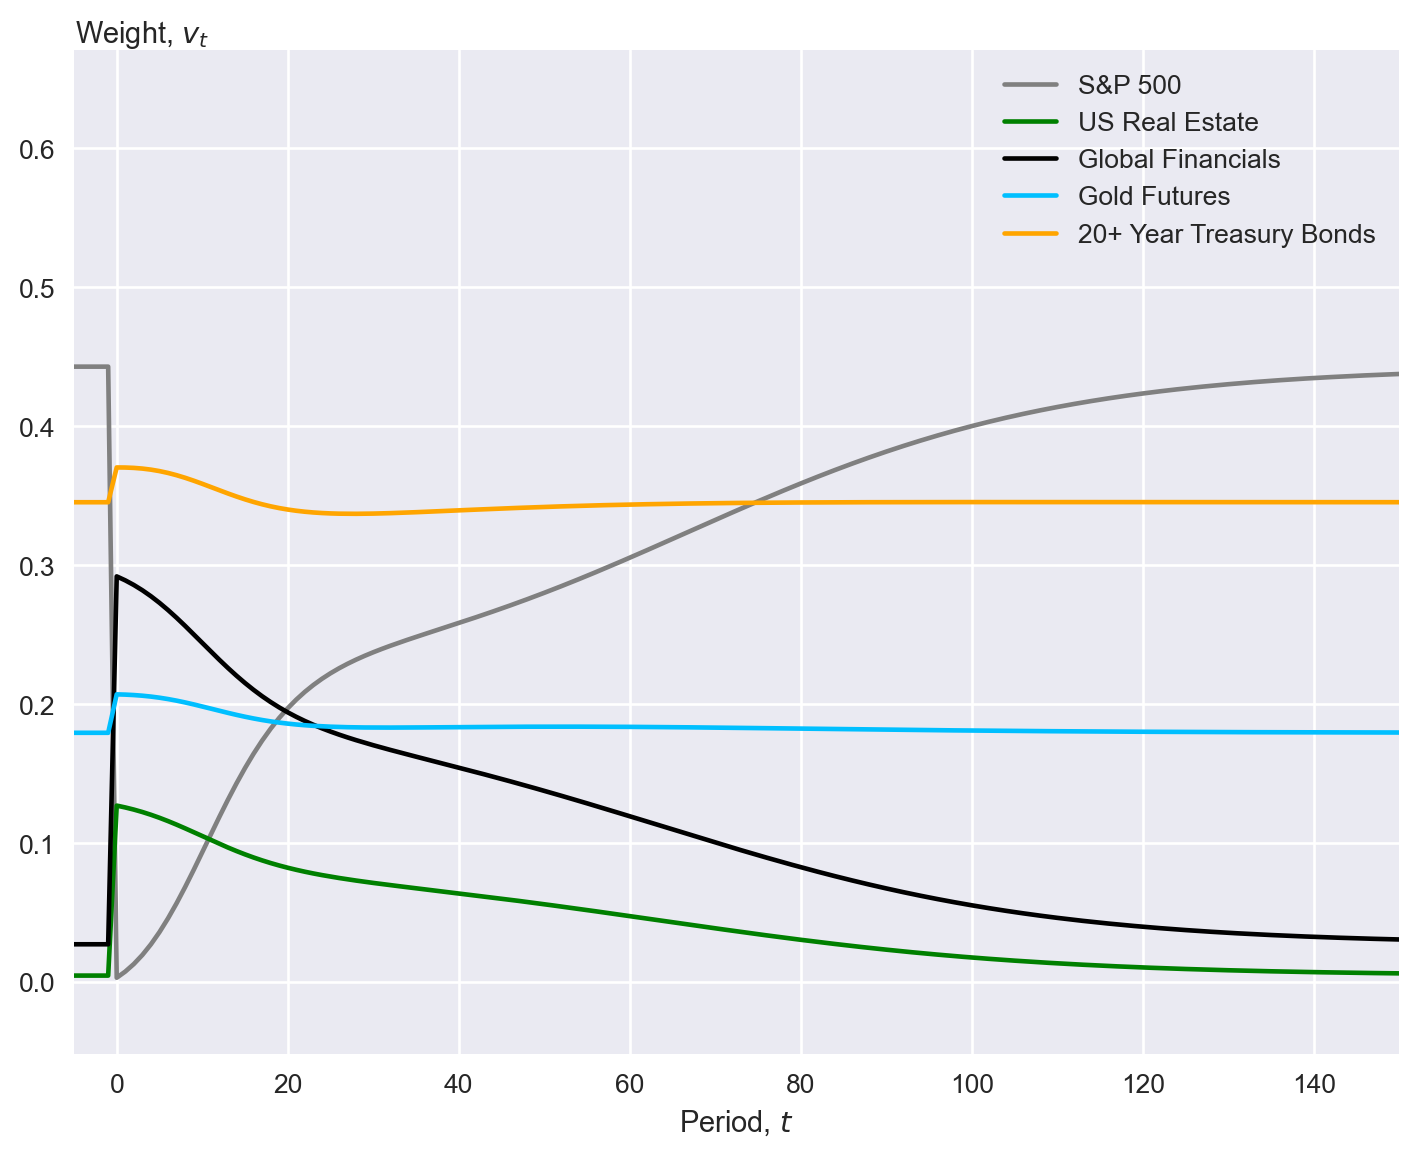 Weight, vₜ
S&P 500
US Real Estate
Global Financials
Gold Futures
20+ Year Treasury Bonds
0.6
0.5
0.4
0.3
0.2
0.1
0.0
0 20 40 60 80 100 120 140
Period, t